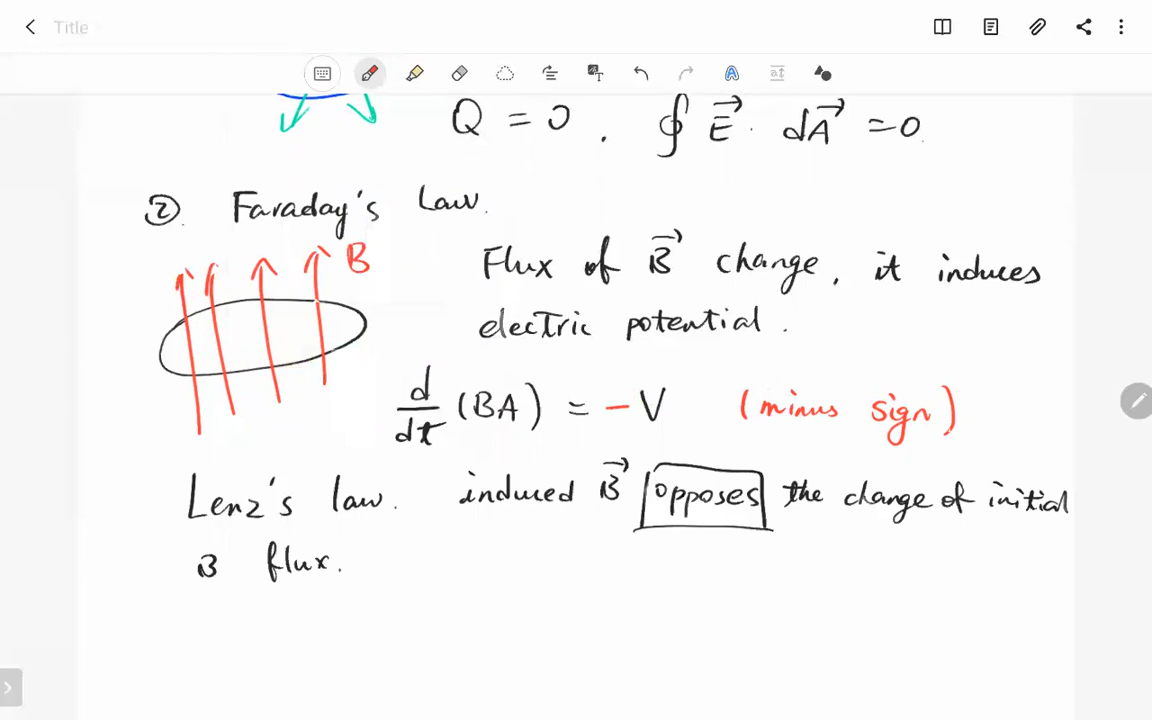 Title
Q = 0 . ∮ E⃗ · dA⃗ = 0
② Faraday's Law.
B
Flux of B⃗ change, it induces
electric potential.
d/dt (BA) = -V (minus sign)
Lenz's law. induced B⃗ opposes the change of initial
B flux.